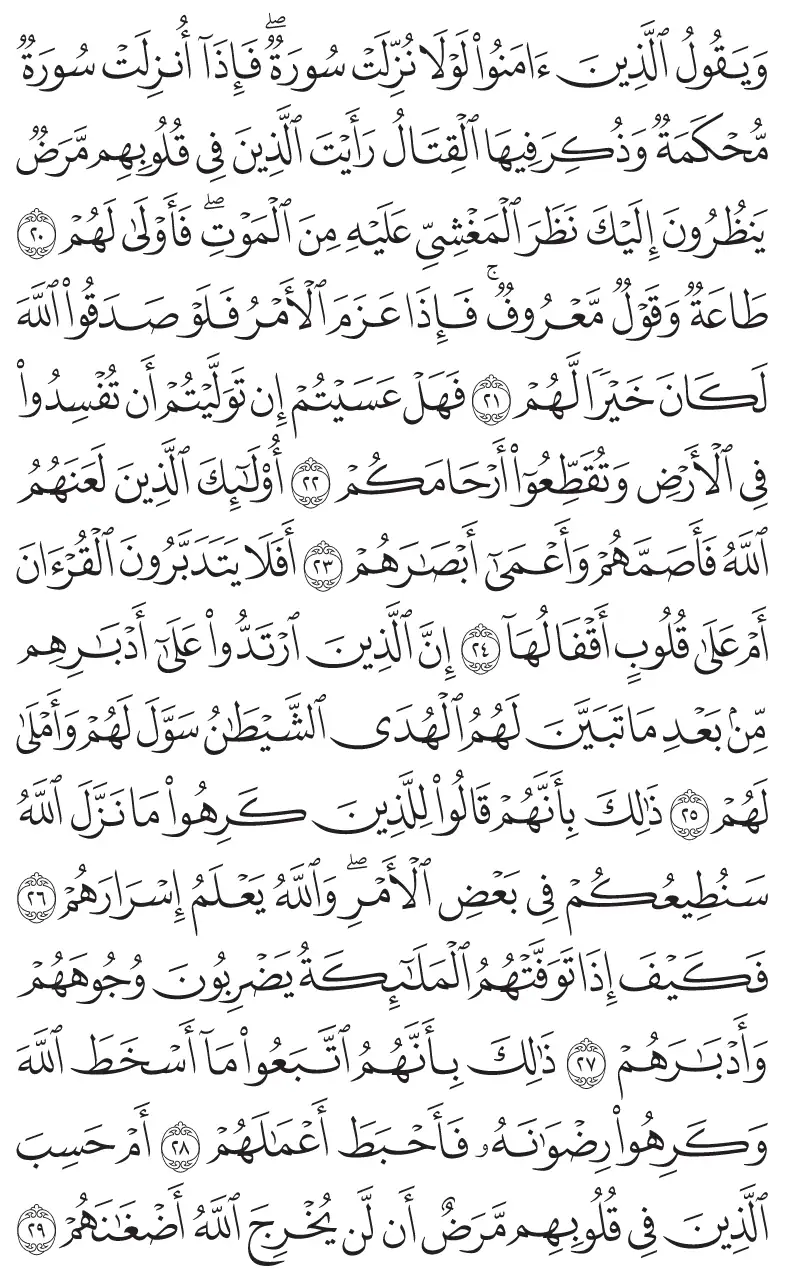 وَيَقُولُ ٱلَّذِينَ ءَامَنُوا۟ لَوْلَا نُزِّلَتْ سُورَةٌۭ ۖ فَإِذَآ أُنزِلَتْ سُورَةٌۭ
مُّحْكَمَةٌۭ وَذُكِرَ فِيهَا ٱلْقِتَالُ رَأَيْتَ ٱلَّذِينَ فِى قُلُوبِهِم مَّرَضٌۭ
يَنظُرُونَ إِلَيْكَ نَظَرَ ٱلْمَغْشِىِّ عَلَيْهِ مِنَ ٱلْمَوْتِ ۖ فَأَوْلَىٰ لَهُمْ ٢٠
طَاعَةٌۭ وَقَوْلٌۭ مَّعْرُوفٌۭ ۚ فَإِذَا عَزَمَ ٱلْأَمْرُ فَلَوْ صَدَقُوا۟ ٱللَّهَ
لَكَانَ خَيْرًۭا لَّهُمْ ٢١ فَهَلْ عَسَيْتُمْ إِن تَوَلَّيْتُمْ أَن تُفْسِدُوا۟
فِى ٱلْأَرْضِ وَتُقَطِّعُوٓا۟ أَرْحَامَكُمْ ٢٢ أُو۟لَٰٓئِكَ ٱلَّذِينَ لَعَنَهُمُ
ٱللَّهُ فَأَصَمَّهُمْ وَأَعْمَىٰٓ أَبْصَٰرَهُمْ ٢٣ أَفَلَا يَتَدَبَّرُونَ ٱلْقُرْءَانَ
أَمْ عَلَىٰ قُلُوبٍ أَقْفَالُهَآ ٢٤ إِنَّ ٱلَّذِينَ ٱرْتَدُّوا۟ عَلَىٰٓ أَدْبَٰرِهِم
مِّنۢ بَعْدِ مَا تَبَيَّنَ لَهُمُ ٱلْهُدَى ٱلشَّيْطَٰنُ سَوَّلَ لَهُمْ وَأَمْلَىٰ
لَهُمْ ٢٥ ذَٰلِكَ بِأَنَّهُمْ قَالُوا۟ لِلَّذِينَ كَرِهُوا۟ مَا نَزَّلَ ٱللَّهُ
سَنُطِيعُكُمْ فِى بَعْضِ ٱلْأَمْرِ ۖ وَٱللَّهُ يَعْلَمُ إِسْرَارَهُمْ ٢٦
فَكَيْفَ إِذَا تَوَفَّتْهُمُ ٱلْمَلَٰٓئِكَةُ يَضْرِبُونَ وُجُوهَهُمْ
وَأَدْبَٰرَهُمْ ٢٧ ذَٰلِكَ بِأَنَّهُمُ ٱتَّبَعُوا۟ مَآ أَسْخَطَ ٱللَّهَ
وَكَرِهُوا۟ رِضْوَٰنَهُۥ فَأَحْبَطَ أَعْمَٰلَهُمْ ٢٨ أَمْ حَسِبَ
ٱلَّذِينَ فِى قُلُوبِهِم مَّرَضٌ أَن لَّن يُخْرِجَ ٱللَّهُ أَضْغَٰنَهُمْ ٢٩